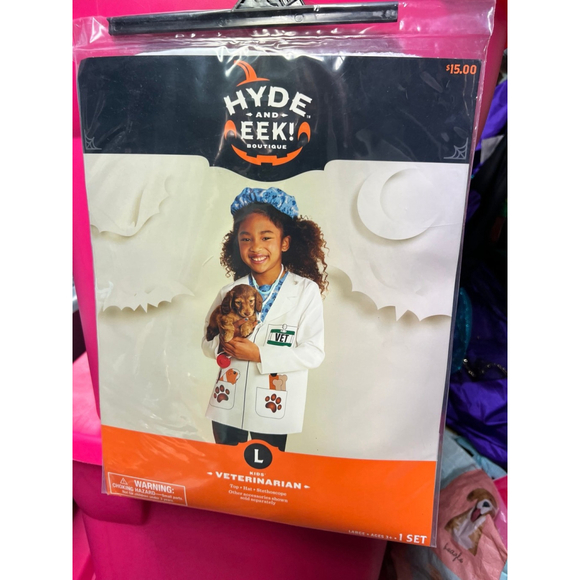 $15.00
HYDE
AND
EEK!
BOUTIQUE
VET
L
KIDS
VETERINARIAN
Top • Hat • Stethoscope
Other accessories shown
sold separately
WARNING:
CHOKING HAZARD
1 SET